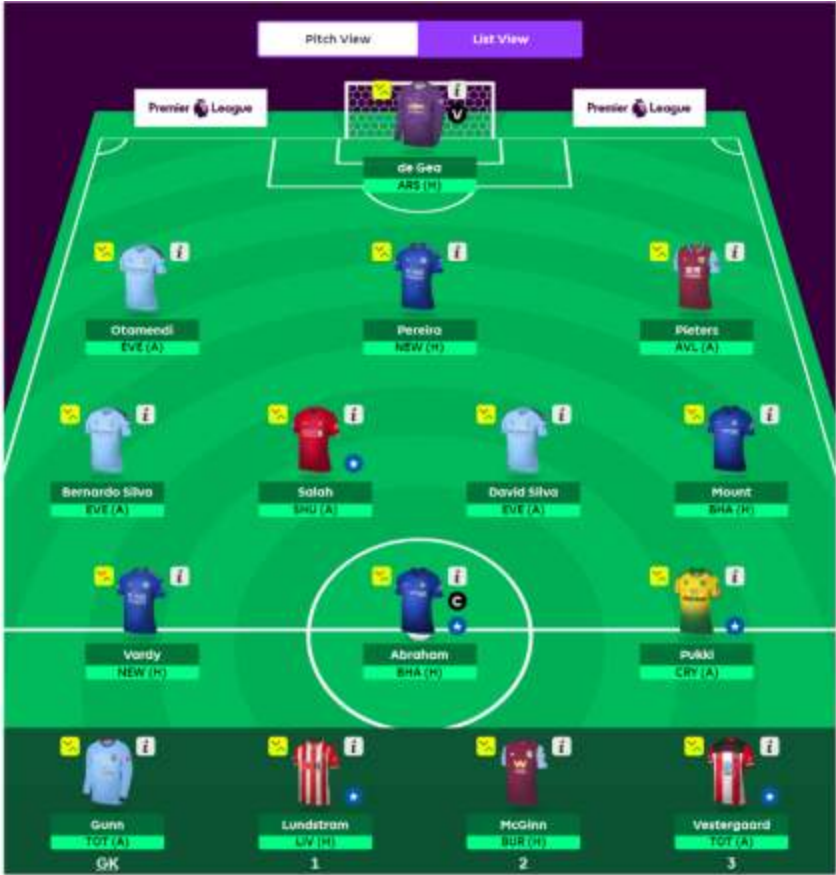 Pitch View List View
Premier League Premier League
V
de Gea
ARS (H)
Otamendi Pereira Pieters
EVE (A) NEW (H) AVL (A)
Bernardo Silva Salah David Silva Mount
EVE (A) SHU (A) EVE (A) BHA (H)
C
Vardy Abraham Pukki
NEW (H) BHA (H) CRY (A)
Gunn Lundstram McGinn Vestergaard
TOT (A) LIV (H) BUR (H) TOT (A)
GK 1 2 3